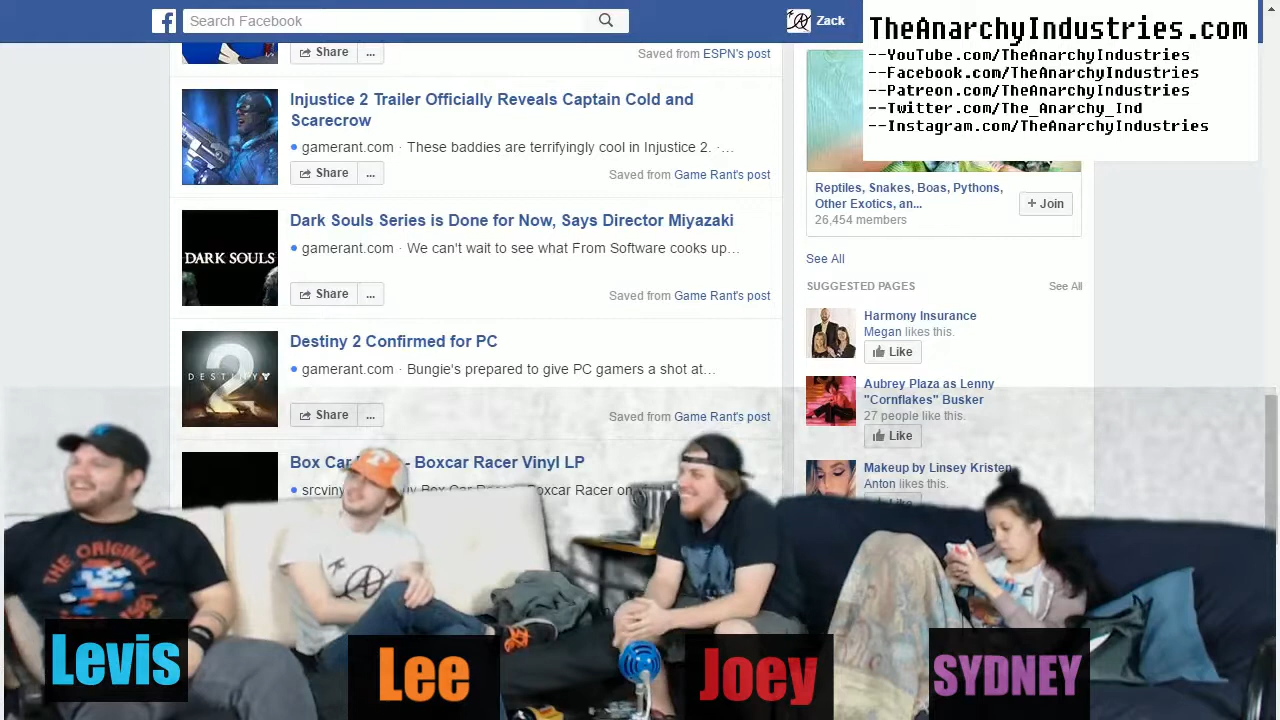 Search Facebook
Zack
TheAnarchyIndustries.com
--YouTube.com/TheAnarchyIndustries
--Facebook.com/TheAnarchyIndustries
--Patreon.com/TheAnarchyIndustries
--Twitter.com/The_Anarchy_Ind
--Instagram.com/TheAnarchyIndustries
Share
...
Saved from ESPN's post
Injustice 2 Trailer Officially Reveals Captain Cold and
Scarecrow
gamerant.com · These baddies are terrifyingly cool in Injustice 2. ·...
Share
...
Saved from Game Rant's post
DARK SOULS
Dark Souls Series is Done for Now, Says Director Miyazaki
gamerant.com · We can't wait to see what From Software cooks up...
Share
...
Saved from Game Rant's post
2
DESTINY
Destiny 2 Confirmed for PC
gamerant.com · Bungie's prepared to give PC gamers a shot at...
Share
...
Saved from Game Rant's post
Box Car - Boxcar Racer Vinyl LP
Reptiles, Snakes, Boas, Pythons,
Other Exotics, an...
26,454 members
+ Join
See All
SUGGESTED PAGES
See All
Harmony Insurance
Megan likes this.
Like
Aubrey Plaza as Lenny
"Cornflakes" Busker
27 people like this.
Like
Makeup by Linsey Kristen
Anton likes this.
Like
THE ORIGINAL
Levis
Lee
Joey
SYDNEY